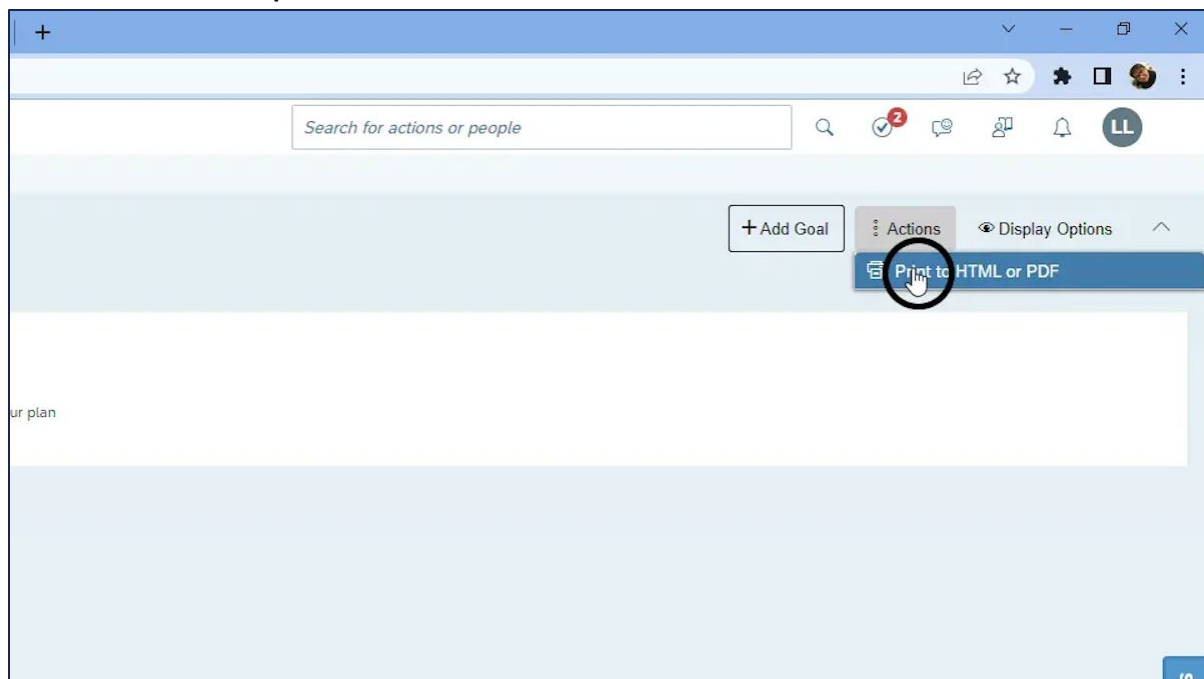 Search for actions or people
2
LL
+ Add Goal
Actions
Display Options
Print to HTML or PDF
ur plan